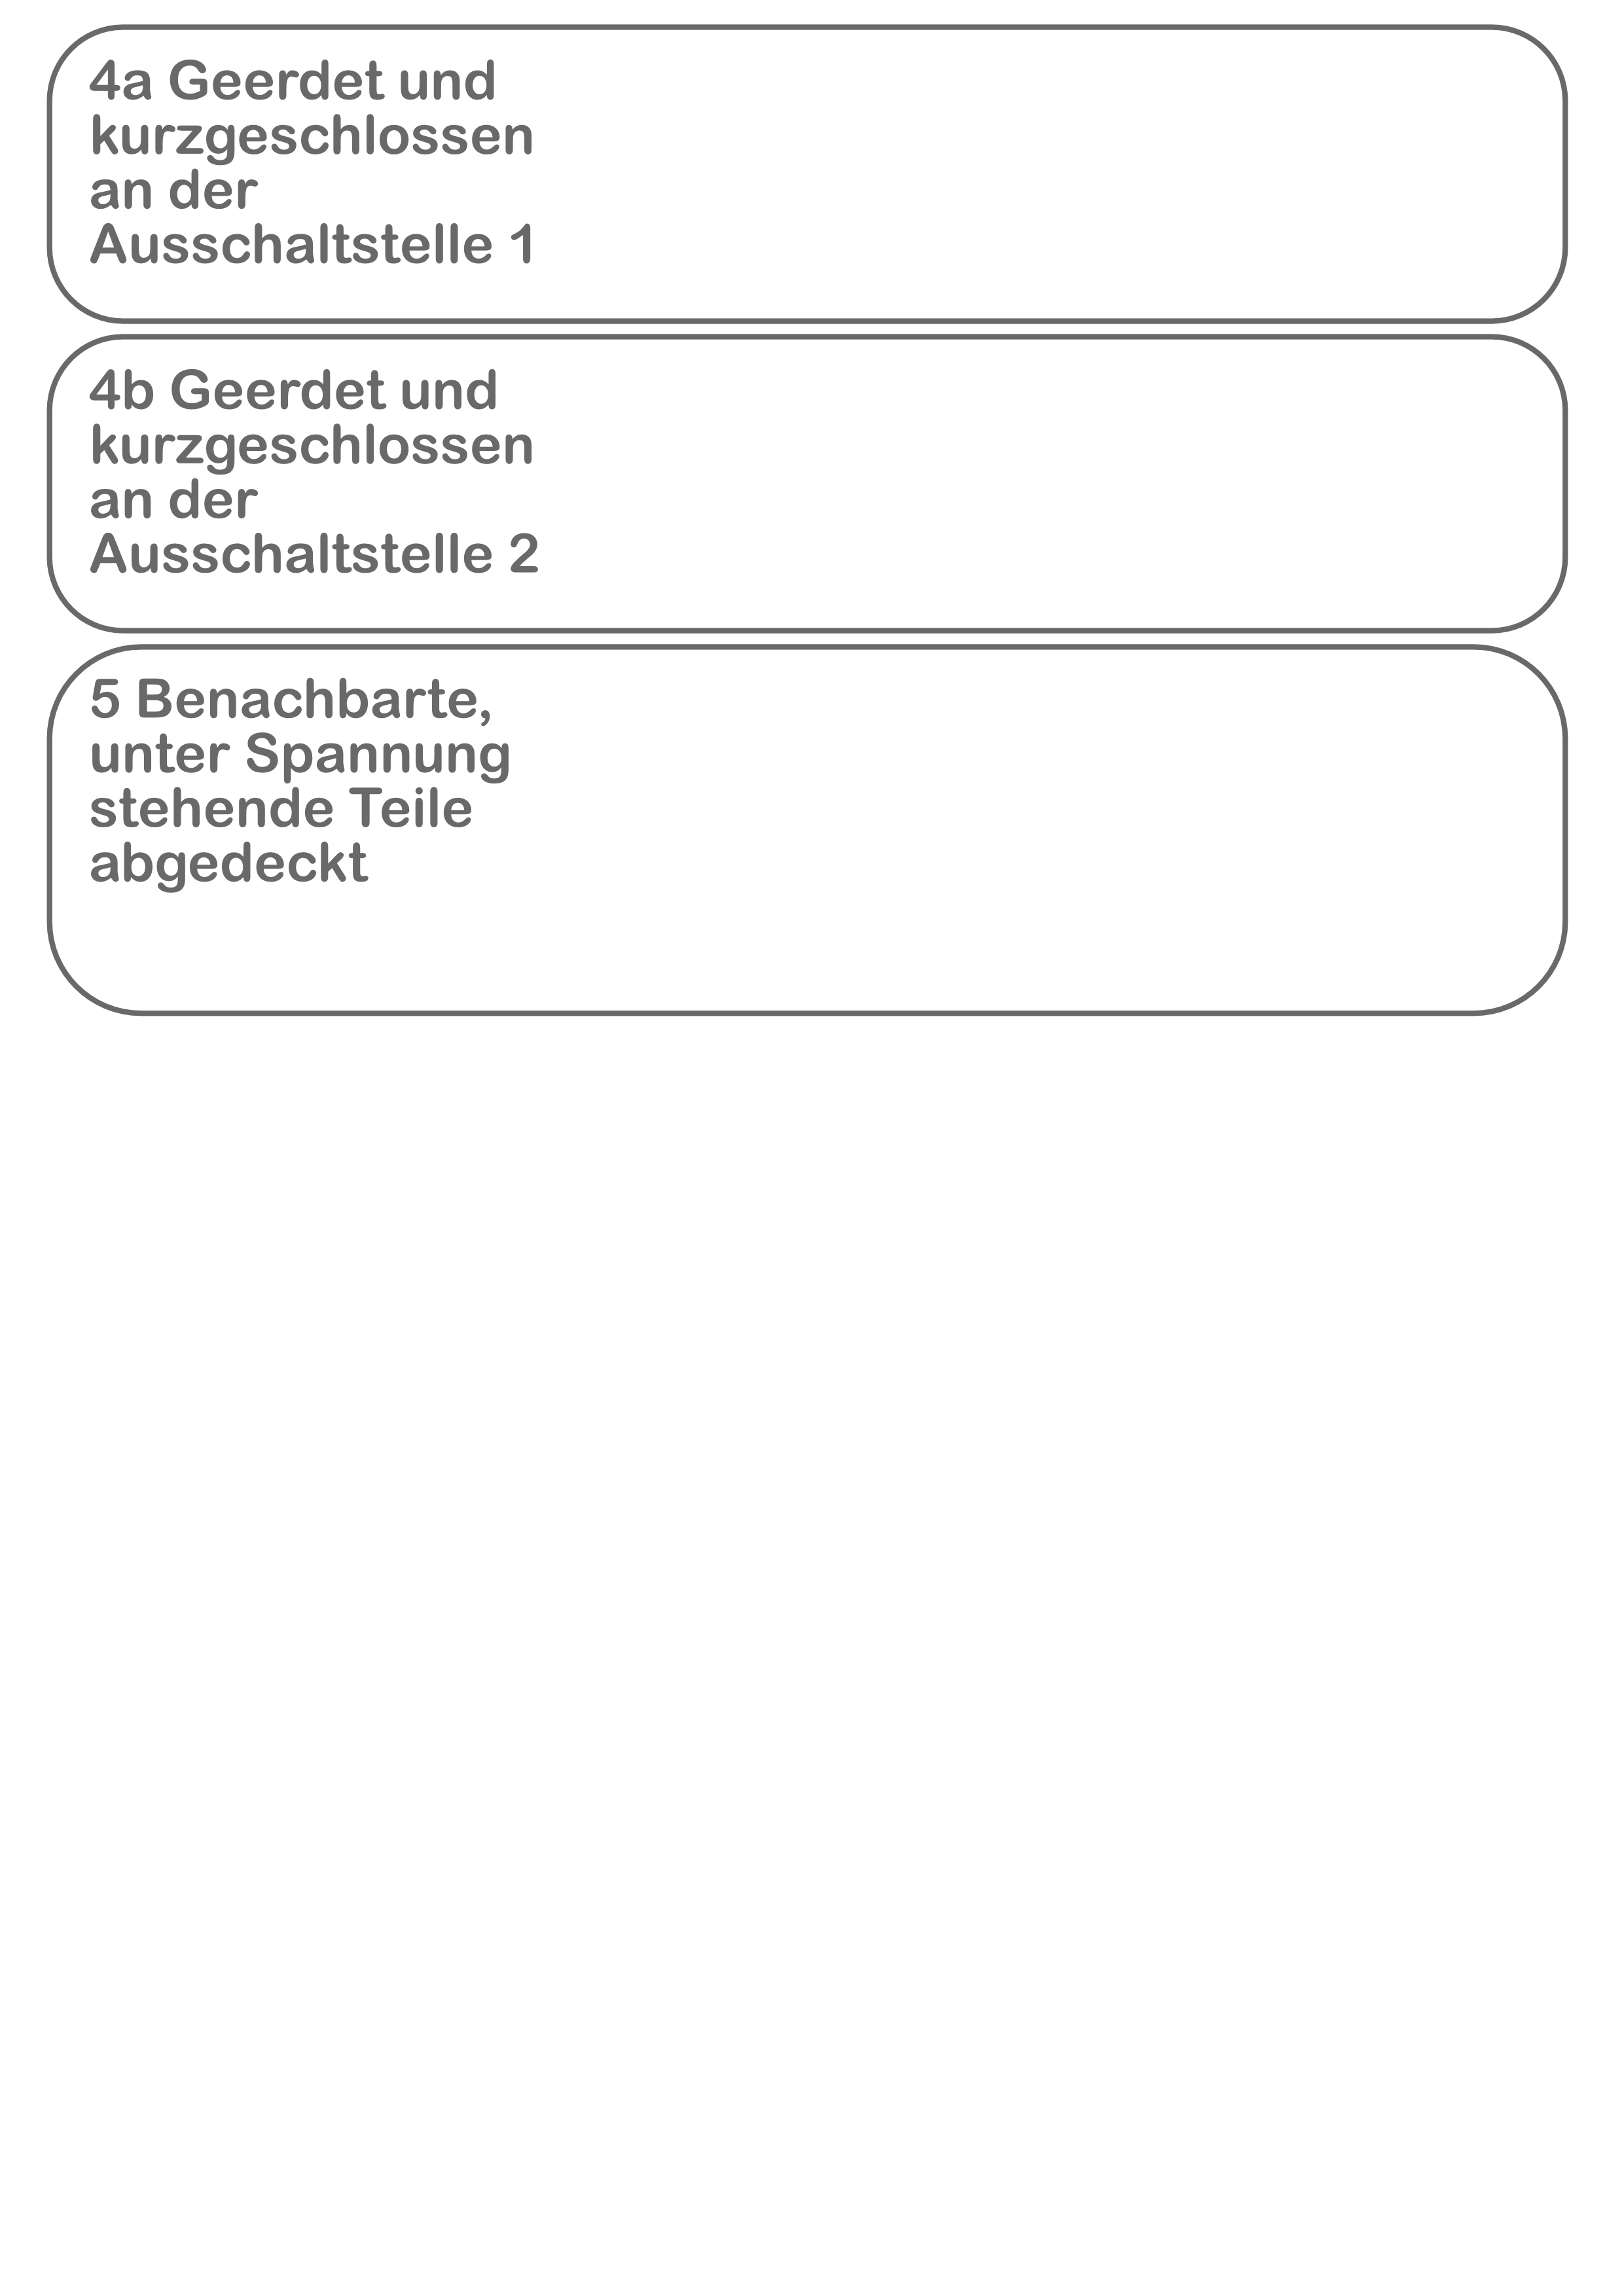 4a Geerdet und
kurzgeschlossen
an der
Ausschaltstelle 1
4b Geerdet und
kurzgeschlossen
an der
Ausschaltstelle 2
5 Benachbarte,
unter Spannung
stehende Teile
abgedeckt